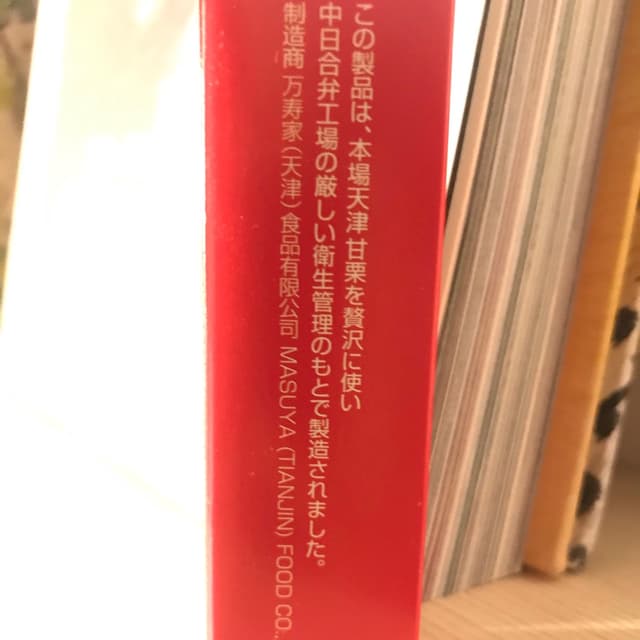 この製品は、本場天津甘栗を贅沢に使い
中日合弁工場の厳しい衛生管理のもとで製造されました。
制造商 万寿家(天津)食品有限公司 MASUYA (TIANJIN) FOOD CO.,